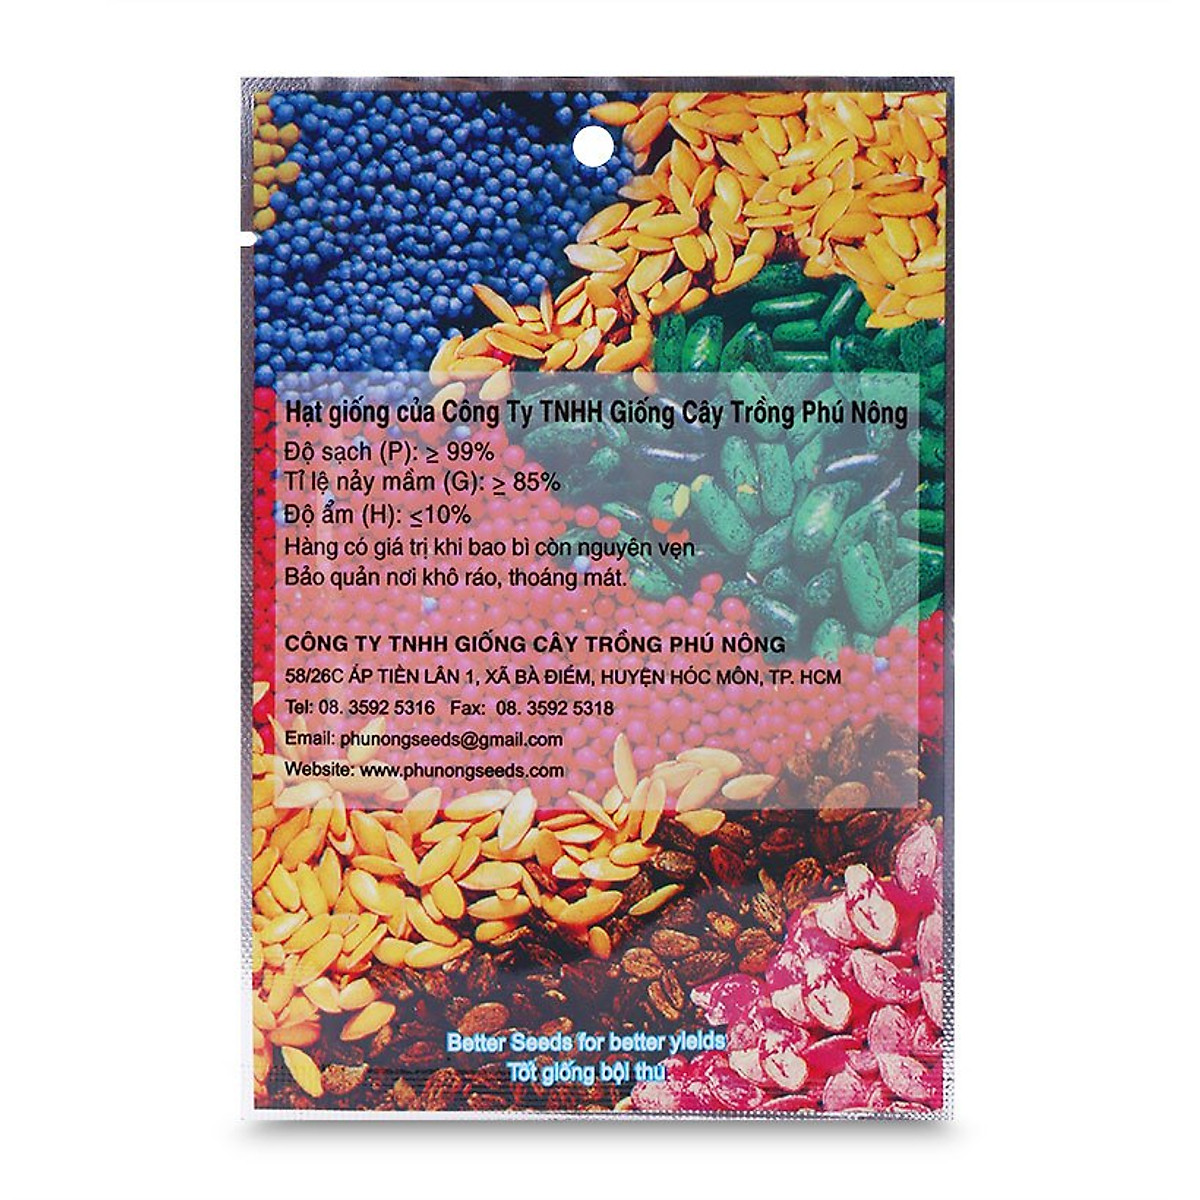 Hạt giống của Công Ty TNHH Giống Cây Trồng Phú Nông
Độ sạch (P): ≥ 99%
Tỉ lệ nảy mầm (G): ≥ 85%
Độ ẩm (H): ≤10%
Hàng có giá trị khi bao bì còn nguyên vẹn
Bảo quản nơi khô ráo, thoáng mát.
CÔNG TY TNHH GIỐNG CÂY TRỒNG PHÚ NÔNG
58/26C ẤP TIỀN LÂN 1, XÃ BÀ ĐIỂM, HUYỆN HÓC MÔN, TP. HCM
Tel: 08. 3592 5316 Fax: 08. 3592 5318
Email: phunongseeds@gmail.com
Website: www.phunongseeds.com
Better Seeds for better yields
Tốt giống bội thu